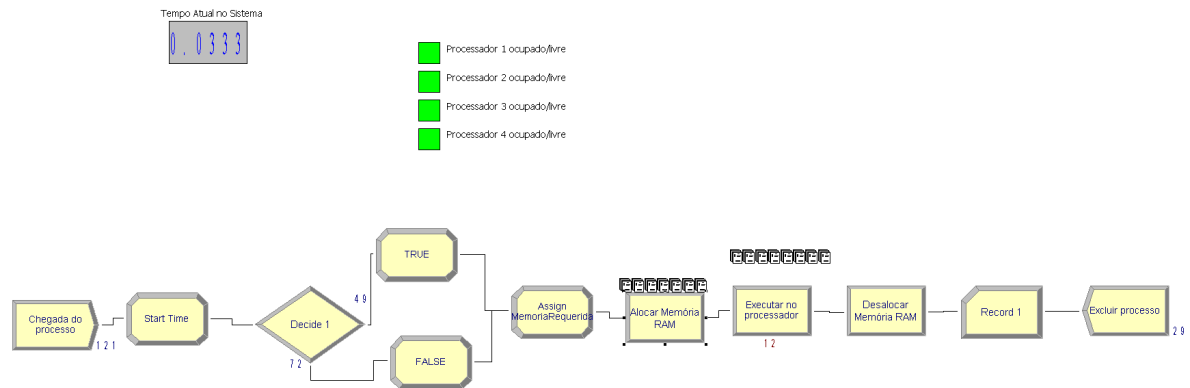 Tempo Atual no Sistema
0.0333
Processador 1 ocupado/livre
Processador 2 ocupado/livre
Processador 3 ocupado/livre
Processador 4 ocupado/livre
Chegada do
processo
121
Start Time
Decide 1
49
72
TRUE
FALSE
Assign
MemoriaRequerida
Alocar Memória
RAM
Executar no
processador
12
Desalocar
Memória RAM
Record 1
Excluir processo
29